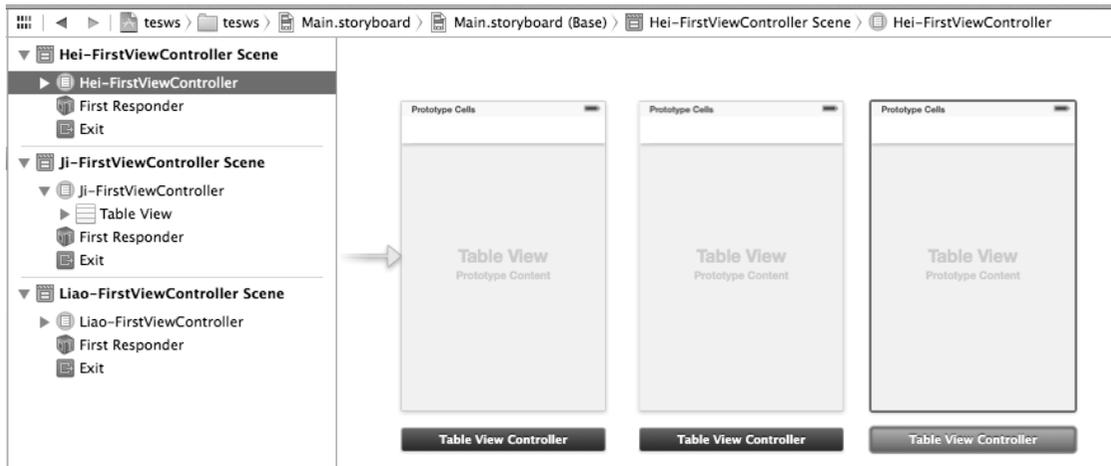 tesws tesws Main.storyboard Main.storyboard (Base) Hei-FirstViewController Scene Hei-FirstViewController
Hei-FirstViewController Scene
Hei-FirstViewController
First Responder
Exit
Ji-FirstViewController Scene
Ji-FirstViewController
Table View
First Responder
Exit
Liao-FirstViewController Scene
Liao-FirstViewController
First Responder
Exit
Prototype Cells
Table View
Prototype Content
Table View Controller
Prototype Cells
Table View
Prototype Content
Table View Controller
Prototype Cells
Table View
Prototype Content
Table View Controller